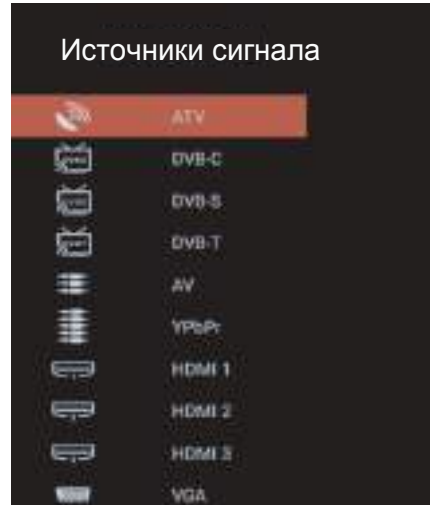 Источники сигнала
ATV
DVB-C
DVB-S
DVB-T
AV
YPbPr
HDMI 1
HDMI 2
HDMI 3
VGA